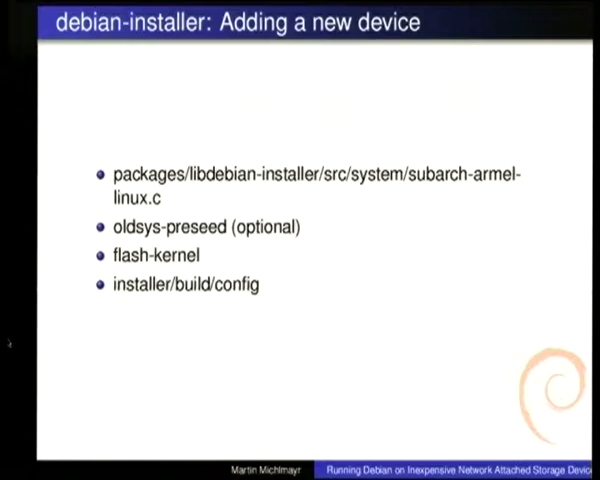 debian-installer: Adding a new device
packages/libdebian-installer/src/system/subarch-armel-
linux.c
oldsys-preseed (optional)
flash-kernel
installer/build/config
Martin Michlmayr
Running Debian on Inexpensive Network Attached Storage Devic